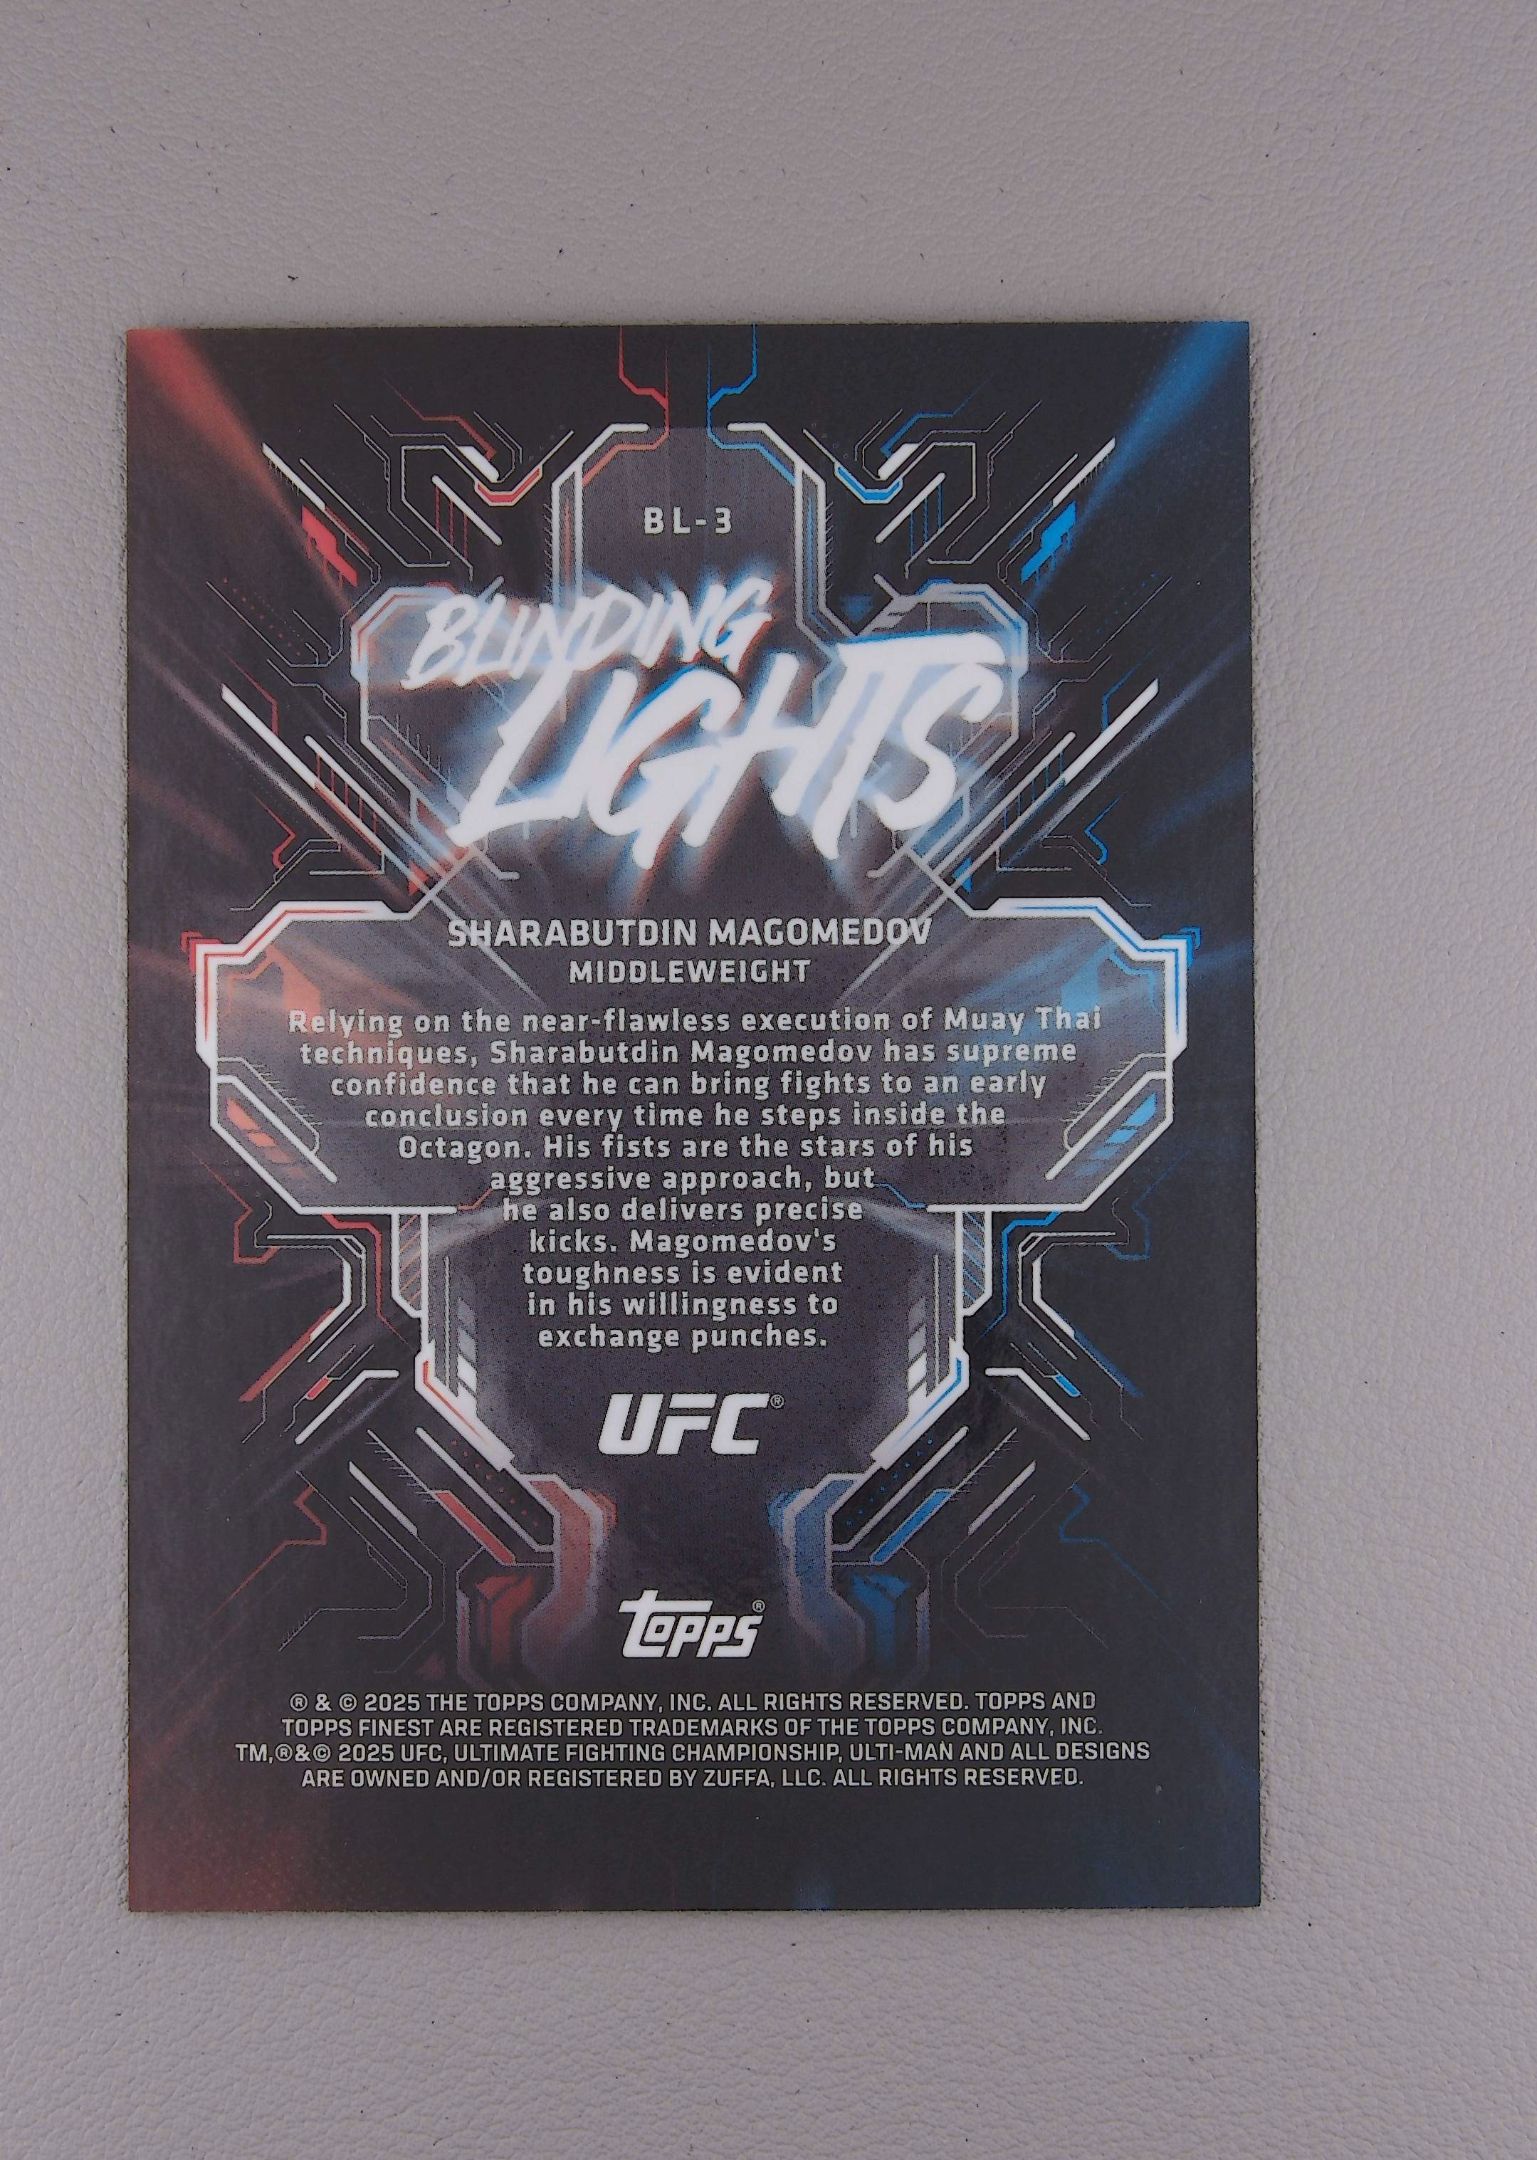 BL-3
BLINDING
LIGHTS
SHARABUTDIN MAGOMEDOV
MIDDLEWEIGHT
Relying on the near-flawless execution of Muay Thai
techniques, Sharabutdin Magomedov has supreme
confidence that he can bring fights to an early
conclusion every time he steps inside the
Octagon. His fists are the stars of his
aggressive approach, but
he also delivers precise
kicks. Magomedov's
toughness is evident
in his willingness to
exchange punches.
UFC®
TOPPS®
® & © 2025 THE TOPPS COMPANY, INC. ALL RIGHTS RESERVED. TOPPS AND
TOPPS FINEST ARE REGISTERED TRADEMARKS OF THE TOPPS COMPANY, INC.
TM,®&© 2025 UFC, ULTIMATE FIGHTING CHAMPIONSHIP, ULTI-MAN AND ALL DESIGNS
ARE OWNED AND/OR REGISTERED BY ZUFFA, LLC. ALL RIGHTS RESERVED.